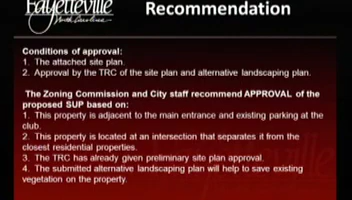 Fayetteville
North Carolina
Recommendation
Conditions of approval:
1. The attached site plan.
2. Approval by the TRC of the site plan and alternative landscaping plan.
The Zoning Commission and City staff recommend APPROVAL of the
proposed SUP based on:
1. This property is adjacent to the main entrance and existing parking at the
club.
2. This property is located at an intersection that separates it from the
closest residential properties.
3. The TRC has already given preliminary site plan approval.
4. The submitted alternative landscaping plan will help to save existing
vegetation on the property.